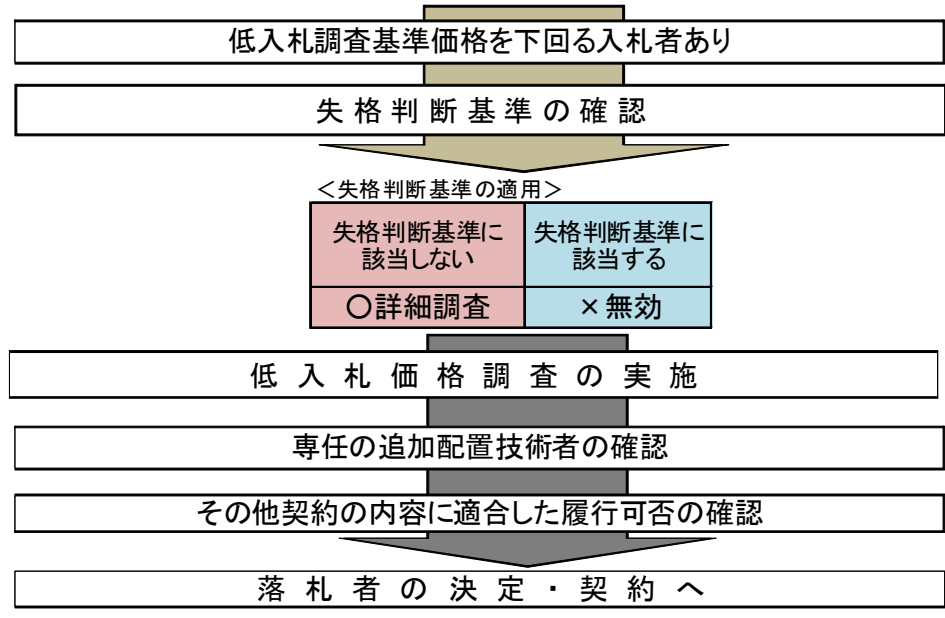 低入札調査基準価格を下回る入札者あり
失格判断基準の確認
＜失格判断基準の適用＞
失格判断基準に
該当しない
失格判断基準に
該当する
〇詳細調査
×無効
低入札価格調査の実施
専任の追加配置技術者の確認
その他契約の内容に適合した履行可否の確認
落札者の決定・契約へ